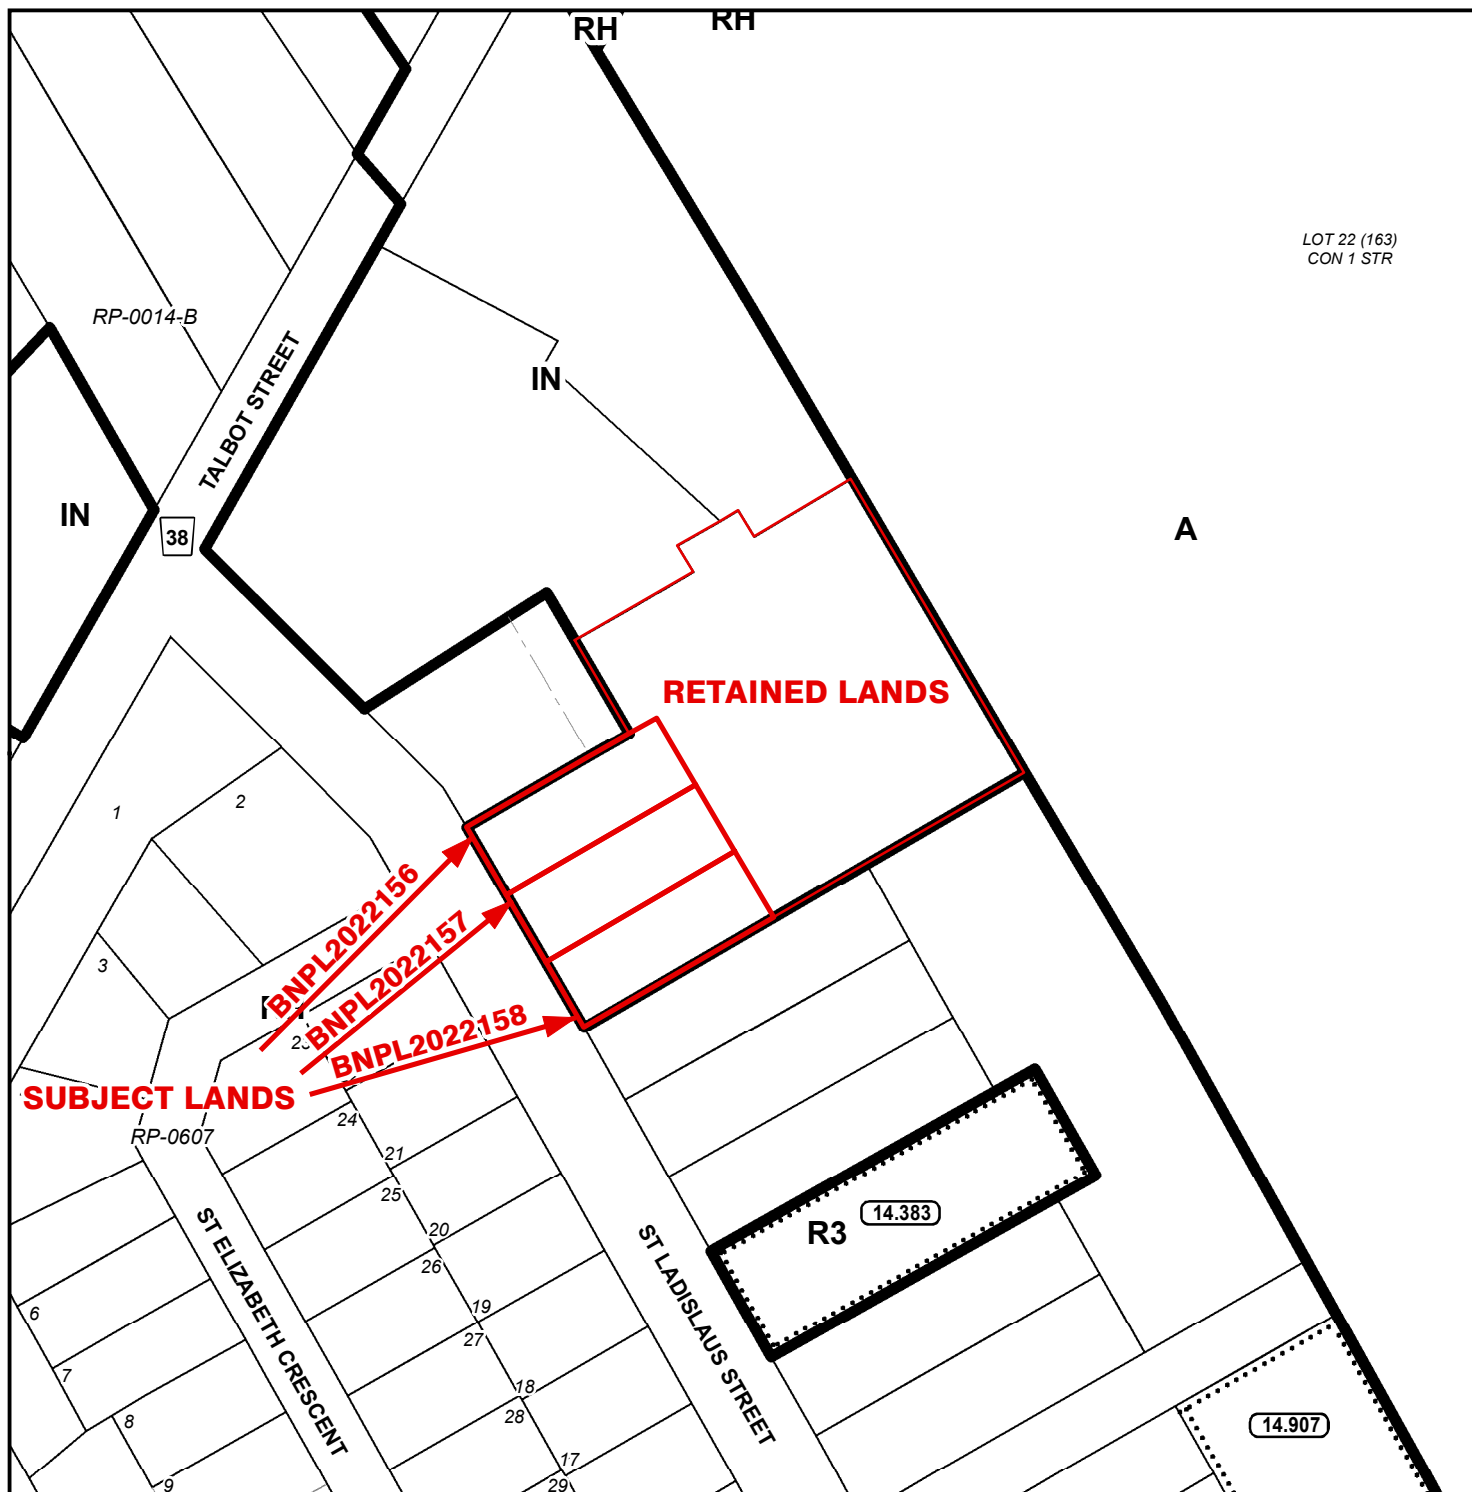 RH
RH
LOT 22 (163)
CON 1 STR
RP-0014-B
TALBOT STREET
IN
IN
38
A
RETAINED LANDS
1
2
3
BNPL2022156
BNPL2022157
BNPL2022158
SUBJECT LANDS
RP-0607
24
21
25
20
26
19
27
18
28
17
29
6
7
8
9
ST ELIZABETH CRESCENT
ST LADISLAUS STREET
R3
14.383
14.907